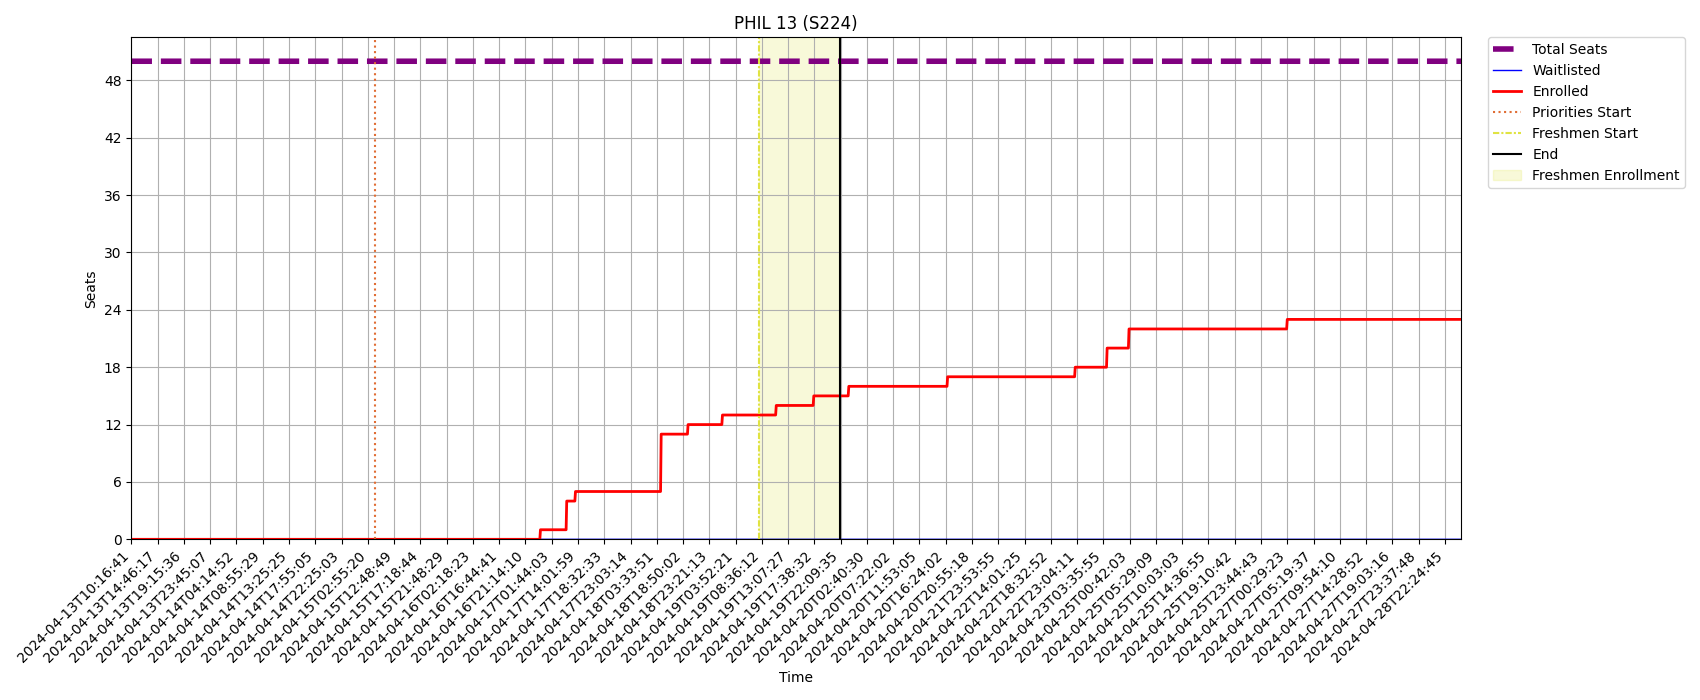 PHIL 13 (S224)
Total Seats
Waitlisted
Enrolled
Priorities Start
Freshmen Start
End
Freshmen Enrollment
Seats
48
42
36
30
24
18
12
6
0
2024-04-13T10:16:41
2024-04-13T14:46:17
2024-04-13T19:15:36
2024-04-13T23:45:07
2024-04-14T04:14:52
2024-04-14T08:55:29
2024-04-14T13:25:25
2024-04-14T17:55:05
2024-04-14T22:25:03
2024-04-15T02:55:20
2024-04-15T12:48:49
2024-04-15T17:18:44
2024-04-15T21:48:29
2024-04-16T02:18:23
2024-04-16T16:44:41
2024-04-16T21:14:10
2024-04-17T01:44:03
2024-04-17T14:01:59
2024-04-17T18:32:33
2024-04-17T23:03:14
2024-04-18T03:33:51
2024-04-18T18:50:02
2024-04-18T23:21:13
2024-04-19T03:52:21
2024-04-19T08:36:12
2024-04-19T13:07:27
2024-04-19T17:38:32
2024-04-19T22:09:35
2024-04-20T02:40:30
2024-04-20T07:22:02
2024-04-20T11:53:05
2024-04-20T16:24:02
2024-04-20T20:55:18
2024-04-21T23:53:55
2024-04-22T14:01:25
2024-04-22T18:32:52
2024-04-22T23:04:11
2024-04-23T03:35:55
2024-04-25T00:42:03
2024-04-25T05:29:09
2024-04-25T10:03:03
2024-04-25T14:36:55
2024-04-25T19:10:42
2024-04-25T23:44:43
2024-04-27T00:29:23
2024-04-27T05:19:37
2024-04-27T09:54:10
2024-04-27T14:28:52
2024-04-27T19:03:16
2024-04-27T23:37:48
2024-04-28T22:24:45
Time